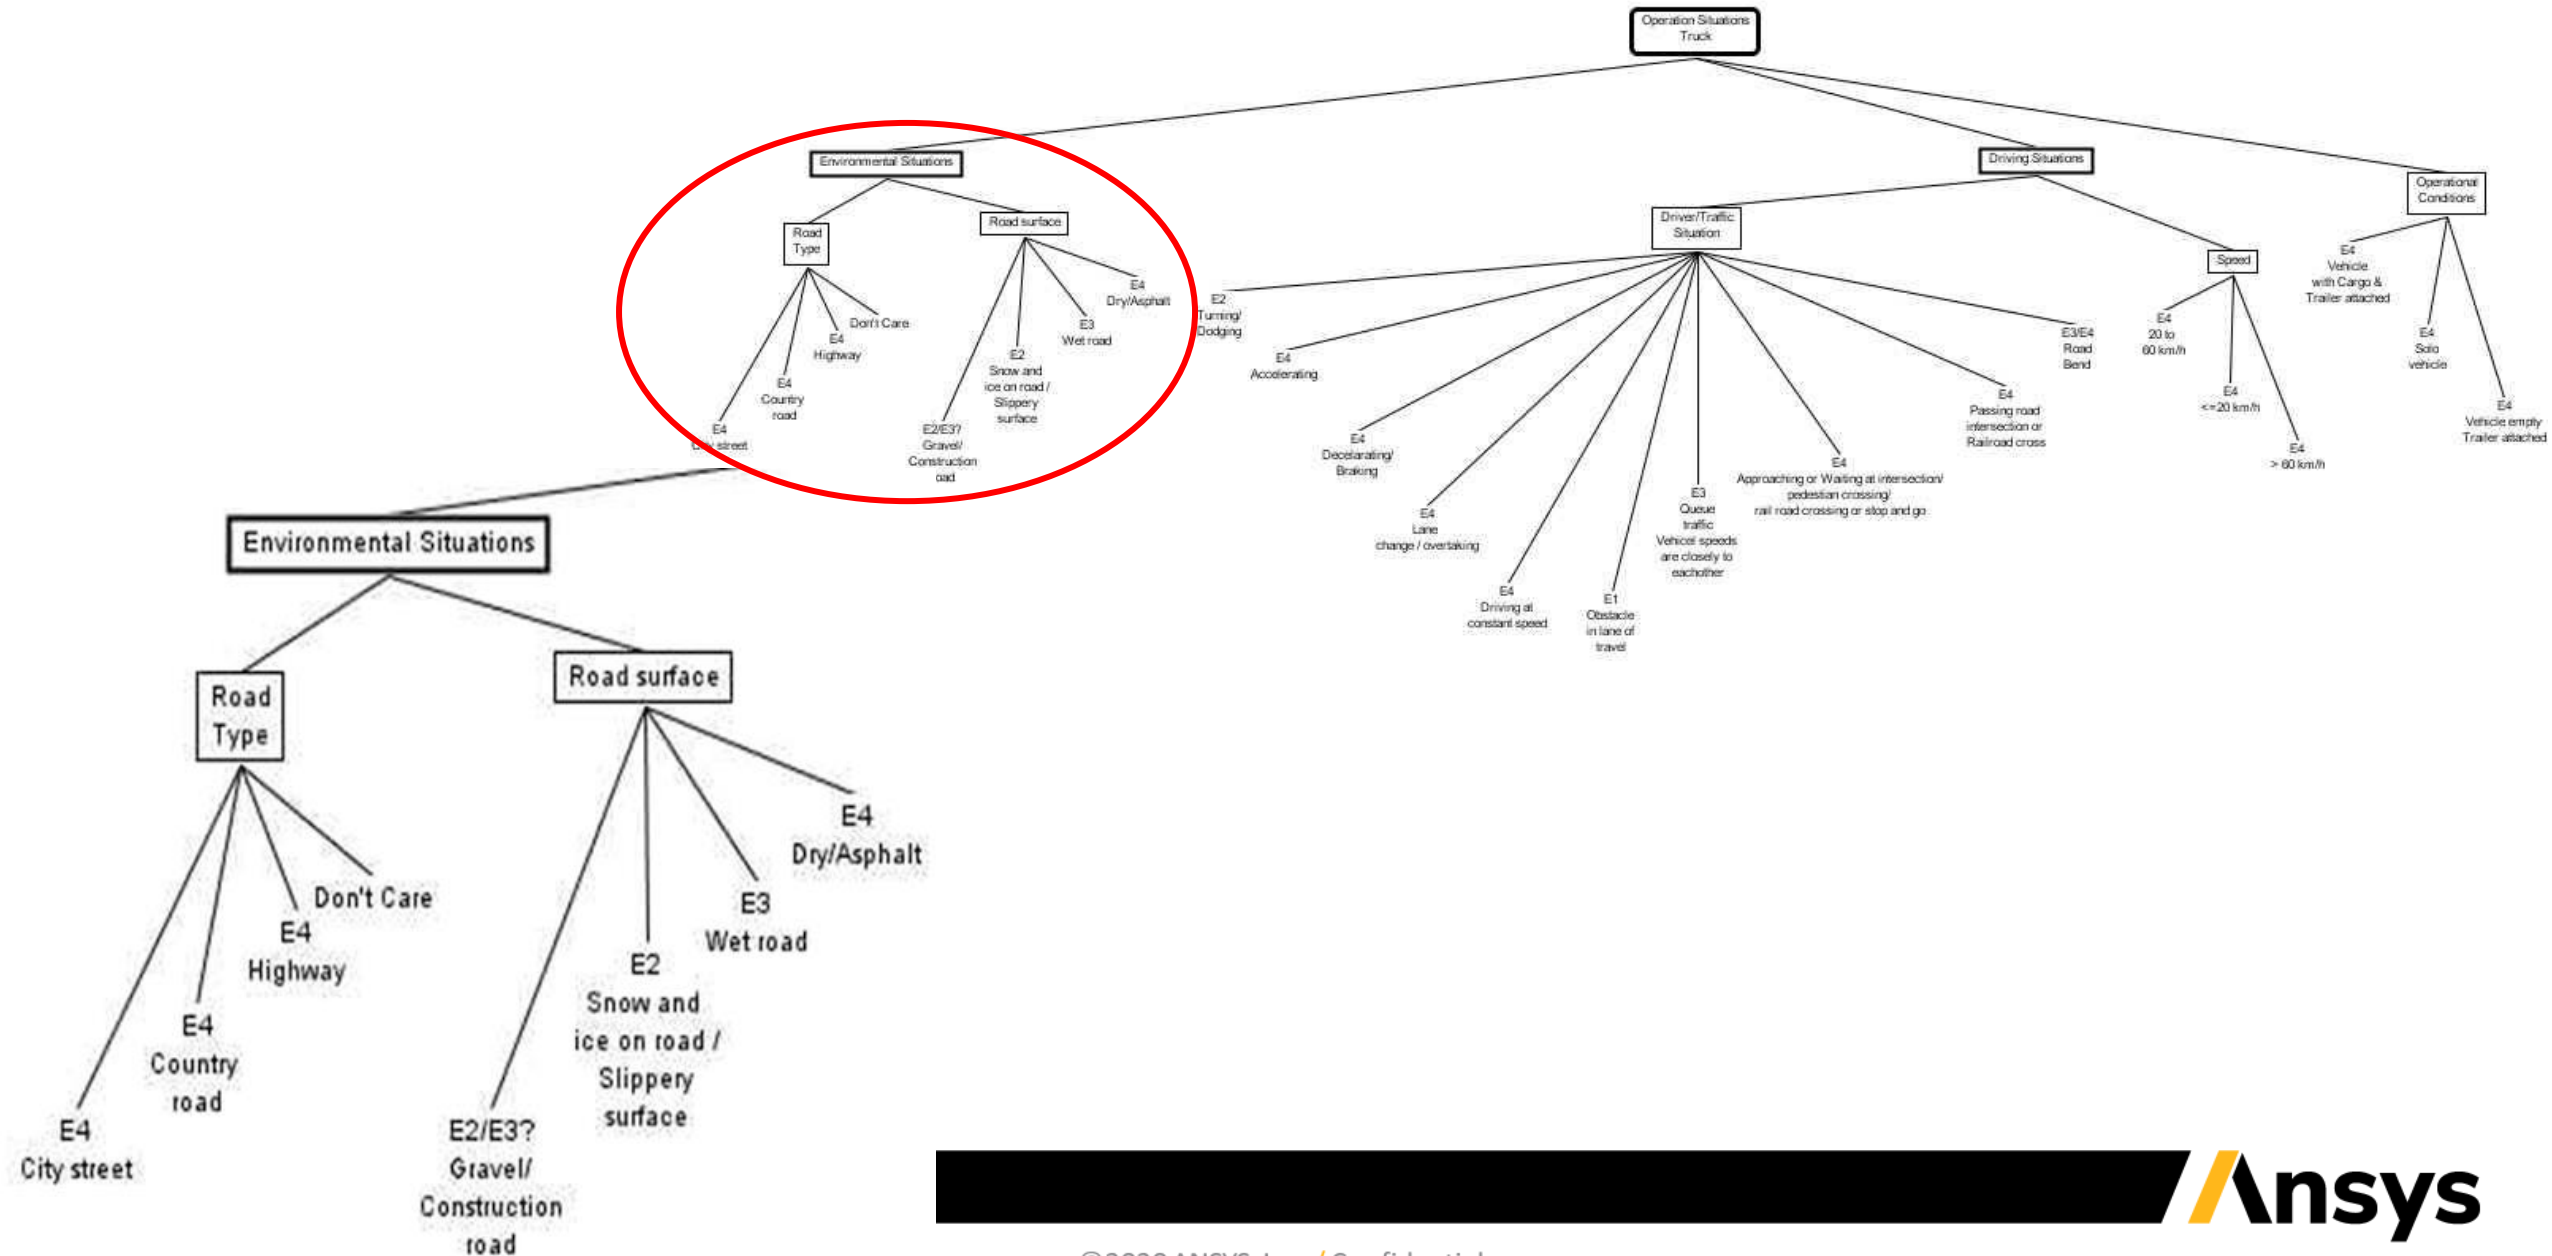 Operation Situations
Truck
Environmental Situations
Driving Situations
Operational
Conditions
Road
Type
Road surface
Driver/Traffic
Situation
Speed
E4
City street
E4
Country
road
E4
Highway
Don't Care
E2/E3?
Gravel/
Construction
oad
E2
Snow and
ice on road /
Slippery
surface
E3
Wet road
E4
Dry/Asphalt
E2
Turning/
Dodging
E4
Accelerating
E4
Decelarating/
Braking
E4
Lane
change / overtaking
E4
Driving at
constant speed
E1
Obstacle
in lane of
travel
E3
Queue
traffic
Vehicel speeds
are closely to
eachother
E4
Approaching or Waiting at intersection/
pedestian crossing/
rail road crossing or stop and go
E4
Passing road
intersection or
Railroad cross
E3/E4
Road
Bend
E4
20 to
60 km/h
E4
<=20 km/h
E4
> 60 km/h
E4
Vehicle
with Cargo &
Trailer attached
E4
Solo
vehicle
E4
Vehicle empty
Trailer attached
Environmental Situations
Road
Type
Road surface
E4
City street
E4
Country
road
E4
Highway
Don't Care
E2/E3?
Gravel/
Construction
road
E2
Snow and
ice on road /
Slippery
surface
E3
Wet road
E4
Dry/Asphalt
Ansys